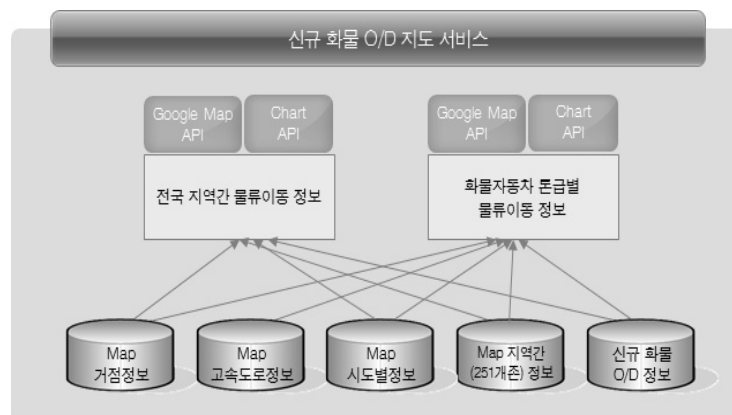 신규 화물 O/D 지도 서비스
Google Map
API
Chart
API
전국 지역간 물류이동 정보
Google Map
API
Chart
API
화물자동차 톤급별
물류이동 정보
Map
거점정보
Map
고속도로정보
Map
시도별정보
Map 지역간
(251개존) 정보
신규 화물
O/D 정보